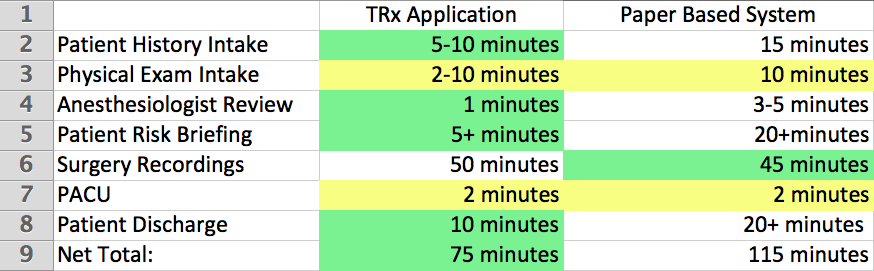 1 TRx Application Paper Based System
2 Patient History Intake 5-10 minutes 15 minutes
3 Physical Exam Intake 2-10 minutes 10 minutes
4 Anesthesiologist Review 1 minutes 3-5 minutes
5 Patient Risk Briefing 5+ minutes 20+minutes
6 Surgery Recordings 50 minutes 45 minutes
7 PACU 2 minutes 2 minutes
8 Patient Discharge 10 minutes 20+ minutes
9 Net Total: 75 minutes 115 minutes